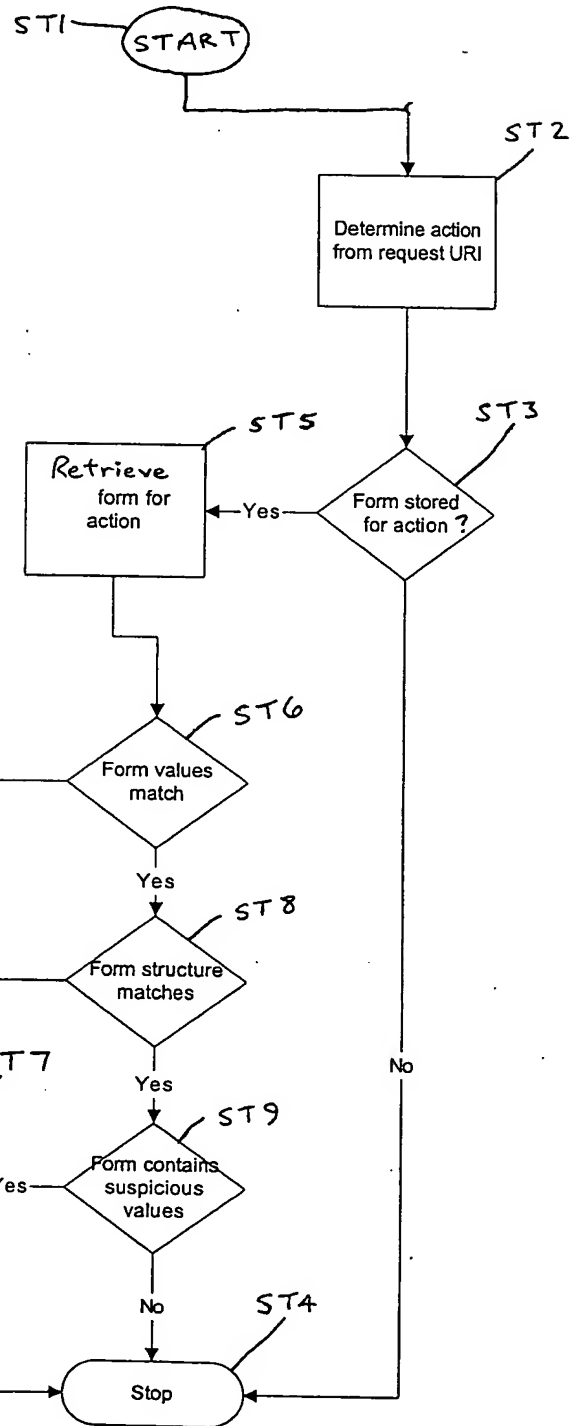 ST1
START
ST2
Determine action
from request URI
ST3
ST5
Retrieve
form for
action
Yes
Form stored
for action ?
ST6
Form values
match
Yes
ST8
Form structure
matches
T7
No
Yes
ST9
Form contains
suspicious
values
Yes
No
ST4
Stop